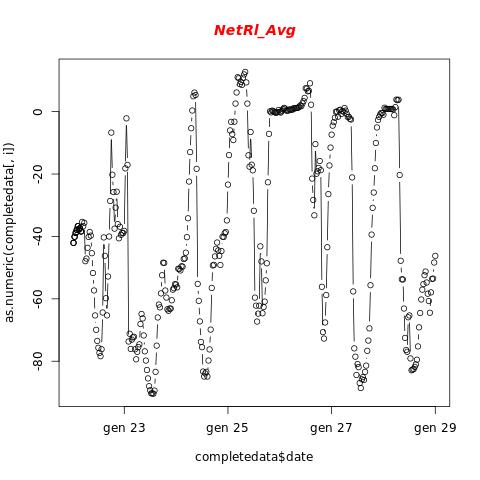 NetRl_Avg
as.numeric(completedata[, i])
0
-20
-40
-60
-80
gen 23
gen 25
gen 27
gen 29
completedata$date